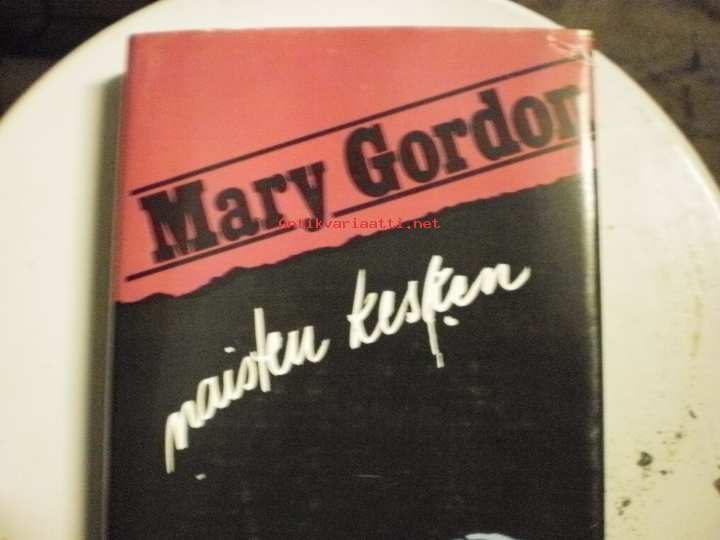 Mary Gordon
Antikvariaatti.net
naisten kesken